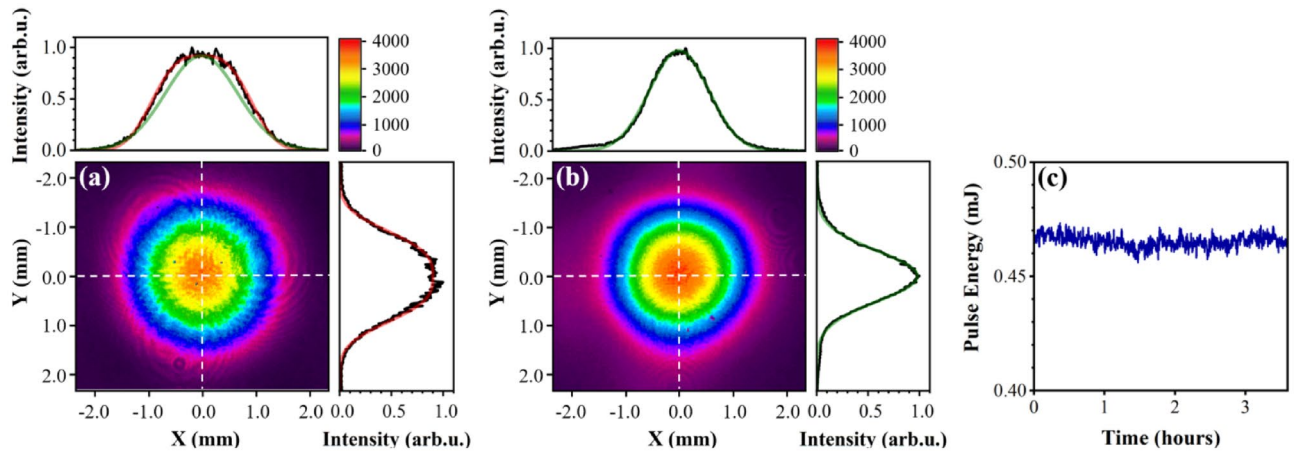 Intensity (arb.u.)
1.0
0.5
0.0
4000
3000
2000
1000
0
(a)
Y (mm)
-2.0
-1.0
0.0
1.0
2.0
-2.0 -1.0 0.0 1.0 2.0
X (mm)
0.0 0.5 1.0
Intensity (arb.u.)
Intensity (arb.u.)
1.0
0.5
0.0
4000
3000
2000
1000
0
(b)
Y (mm)
-2.0
-1.0
0.0
1.0
2.0
-2.0 -1.0 0.0 1.0 2.0
X (mm)
0.0 0.5 1.0
Intensity (arb.u.)
(c)
Pulse Energy (mJ)
0.50
0.45
0.40
0 1 2 3
Time (hours)